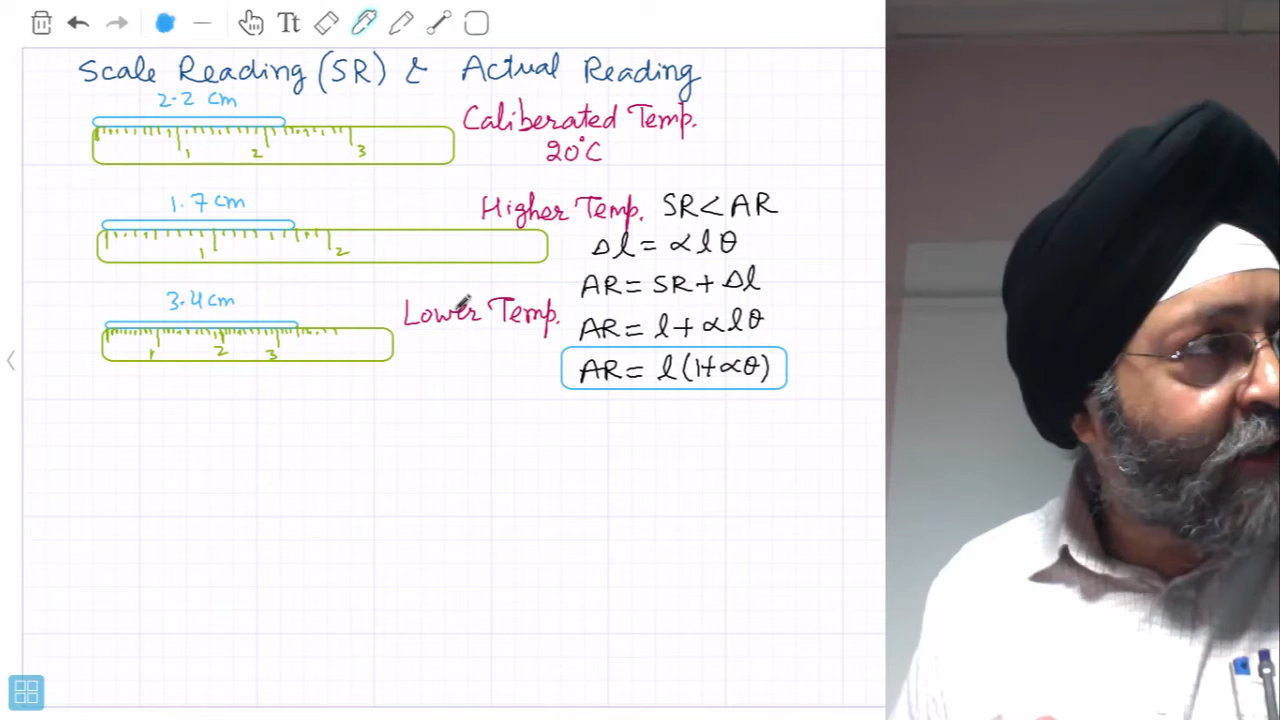 Tt
Scale Reading (SR) & Actual Reading
2.2 cm
1 2 3
Caliberated Temp.
20°C
1.7 cm
1 2
Higher Temp. SR < AR
Δl = αlθ
AR = SR + Δl
3.4 cm
1 2 3
Lower Temp.
AR = l + αlθ
AR = l(1+αθ)